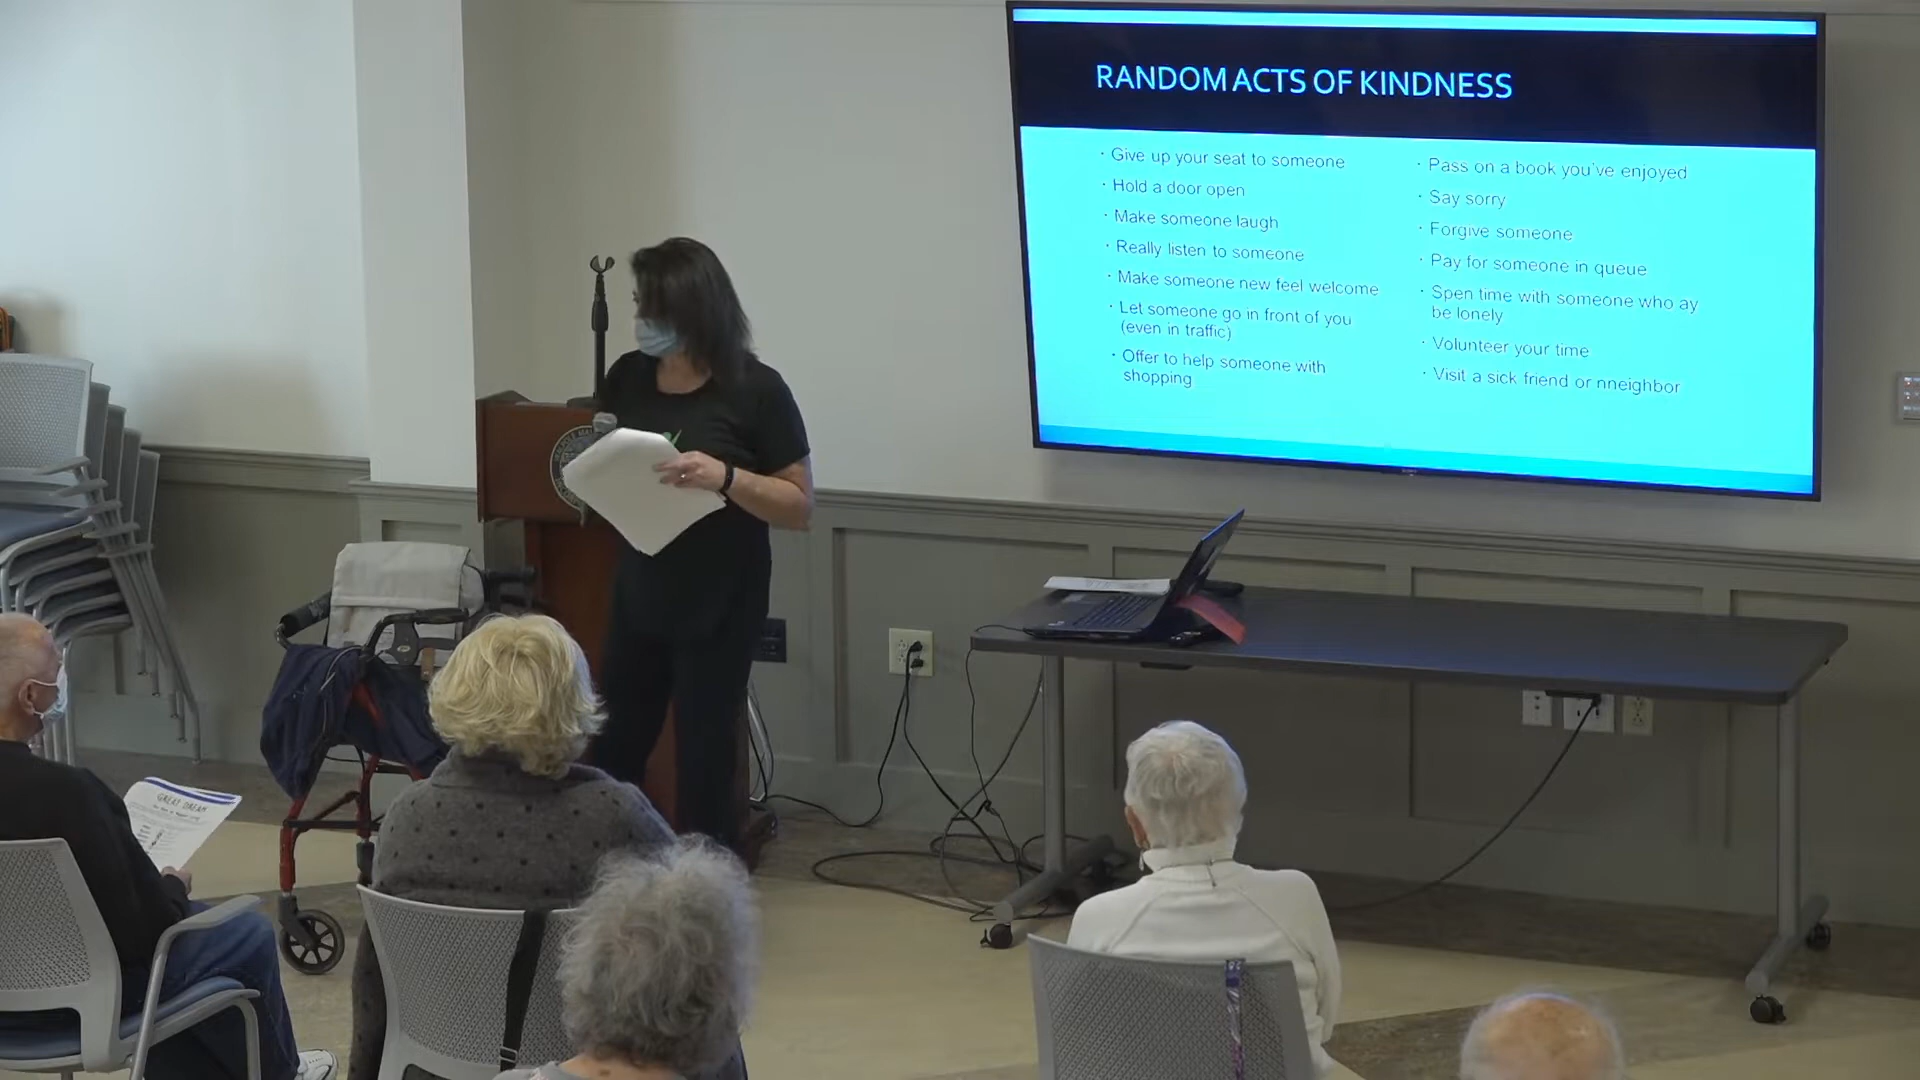 RANDOM ACTS OF KINDNESS
· Give up your seat to someone
· Hold a door open
· Make someone laugh
· Really listen to someone
· Make someone new feel welcome
· Let someone go in front of you
(even in traffic)
· Offer to help someone with
shopping
· Pass on a book you've enjoyed
· Say sorry
· Forgive someone
· Pay for someone in queue
· Spen time with someone who ay
be lonely
· Volunteer your time
· Visit a sick friend or nneighbor
GREAT DREAM